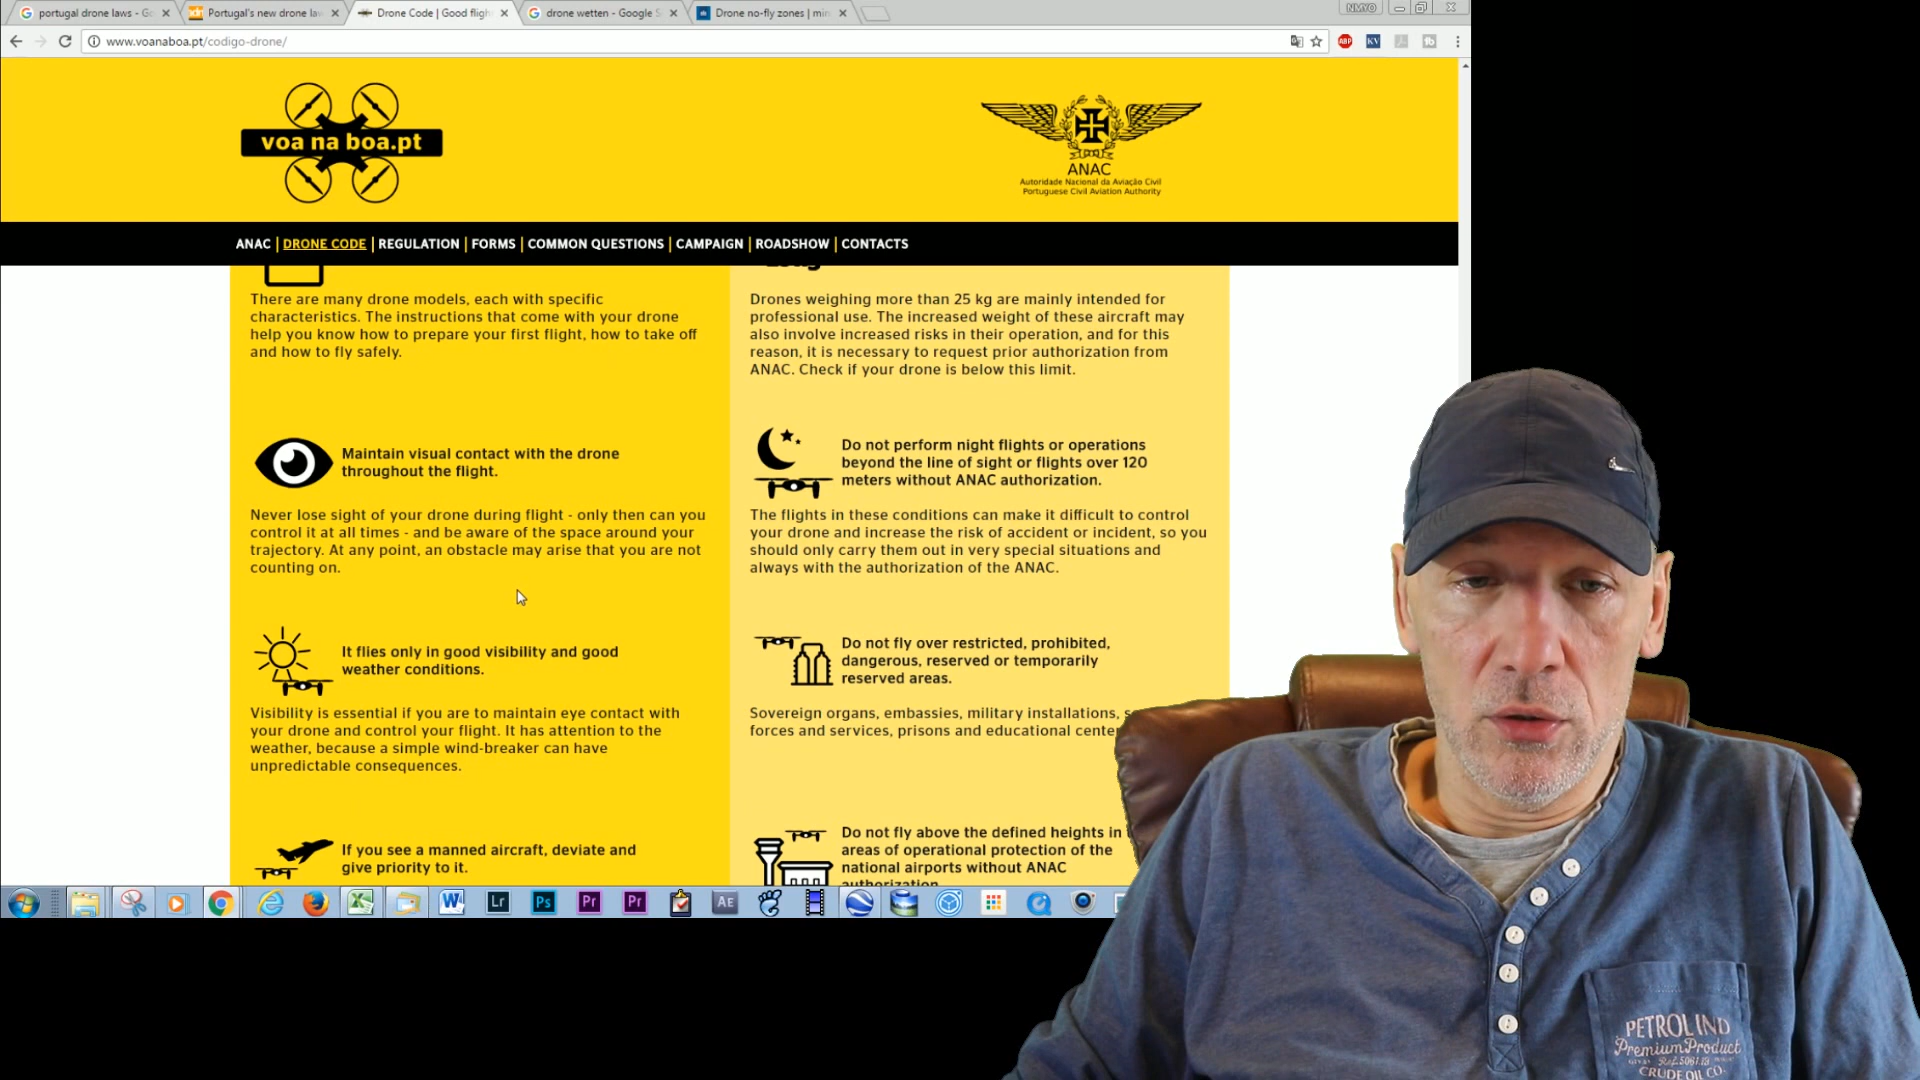 portugal drone laws - Go
Portugal's new drone law
Drone Code | Good flight
drone wetten - Google S
Drone no-fly zones | min
NMYO
www.voanaboa.pt/codigo-drone/
ABP
KV
voa na boa.pt
ANAC
Autoridade Nacional da Aviação Civil
Portuguese Civil Aviation Authority
ANAC | DRONE CODE | REGULATION | FORMS | COMMON QUESTIONS | CAMPAIGN | ROADSHOW | CONTACTS
There are many drone models, each with specific
characteristics. The instructions that come with your drone
help you know how to prepare your first flight, how to take off
and how to fly safely.
Drones weighing more than 25 kg are mainly intended for
professional use. The increased weight of these aircraft may
also involve increased risks in their operation, and for this
reason, it is necessary to request prior authorization from
ANAC. Check if your drone is below this limit.
Maintain visual contact with the drone
throughout the flight.
Never lose sight of your drone during flight - only then can you
control it at all times - and be aware of the space around your
trajectory. At any point, an obstacle may arise that you are not
counting on.
Do not perform night flights or operations
beyond the line of sight or flights over 120
meters without ANAC authorization.
The flights in these conditions can make it difficult to control
your drone and increase the risk of accident or incident, so you
should only carry them out in very special situations and
always with the authorization of the ANAC.
It flies only in good visibility and good
weather conditions.
Visibility is essential if you are to maintain eye contact with
your drone and control your flight. It has attention to the
weather, because a simple wind-breaker can have
unpredictable consequences.
Do not fly over restricted, prohibited,
dangerous, reserved or temporarily
reserved areas.
Sovereign organs, embassies, military installations,
forces and services, prisons and educational cente
If you see a manned aircraft, deviate and
give priority to it.
Do not fly above the defined heights in
areas of operational protection of the
national airports without ANAC
authorization
Lr
Ps
Pr
Pr
AE
PETROL IND
Premium Product
CRUDE OIL CO.